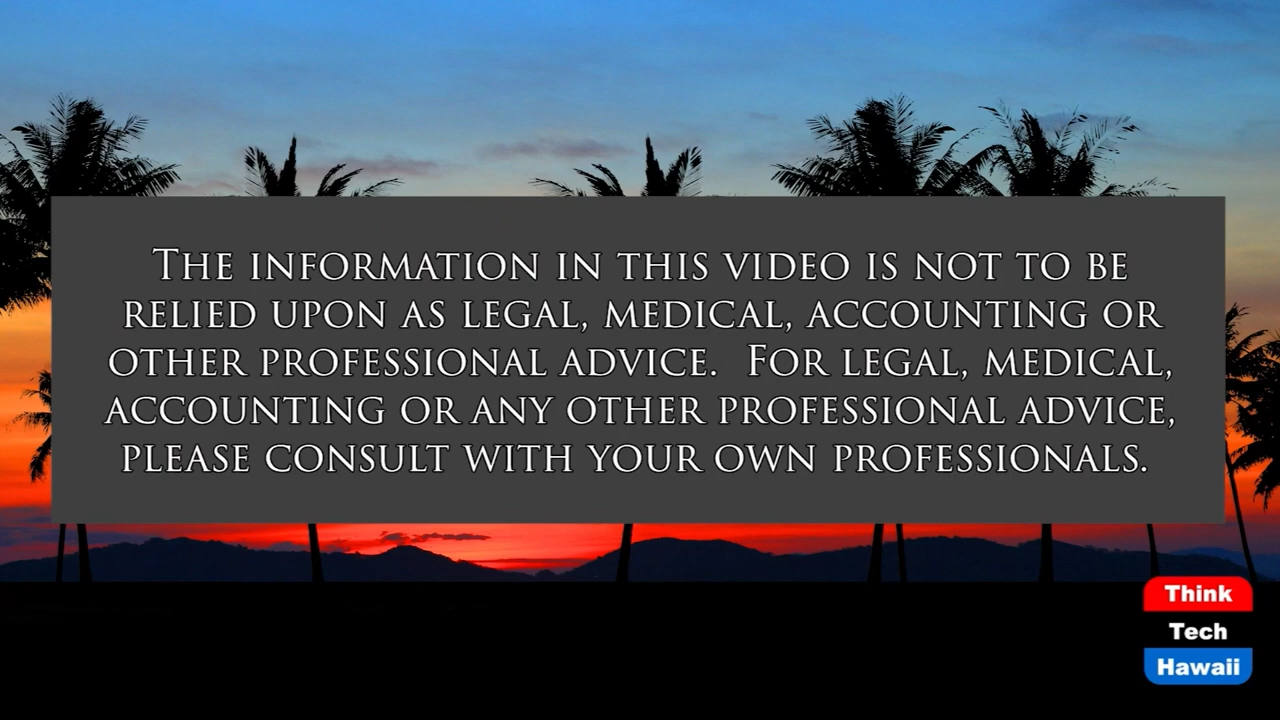 The information in this video is not to be
relied upon as legal, medical, accounting or
other professional advice.  For legal, medical,
accounting or any other professional advice,
please consult with your own professionals.
Think
Tech
Hawaii